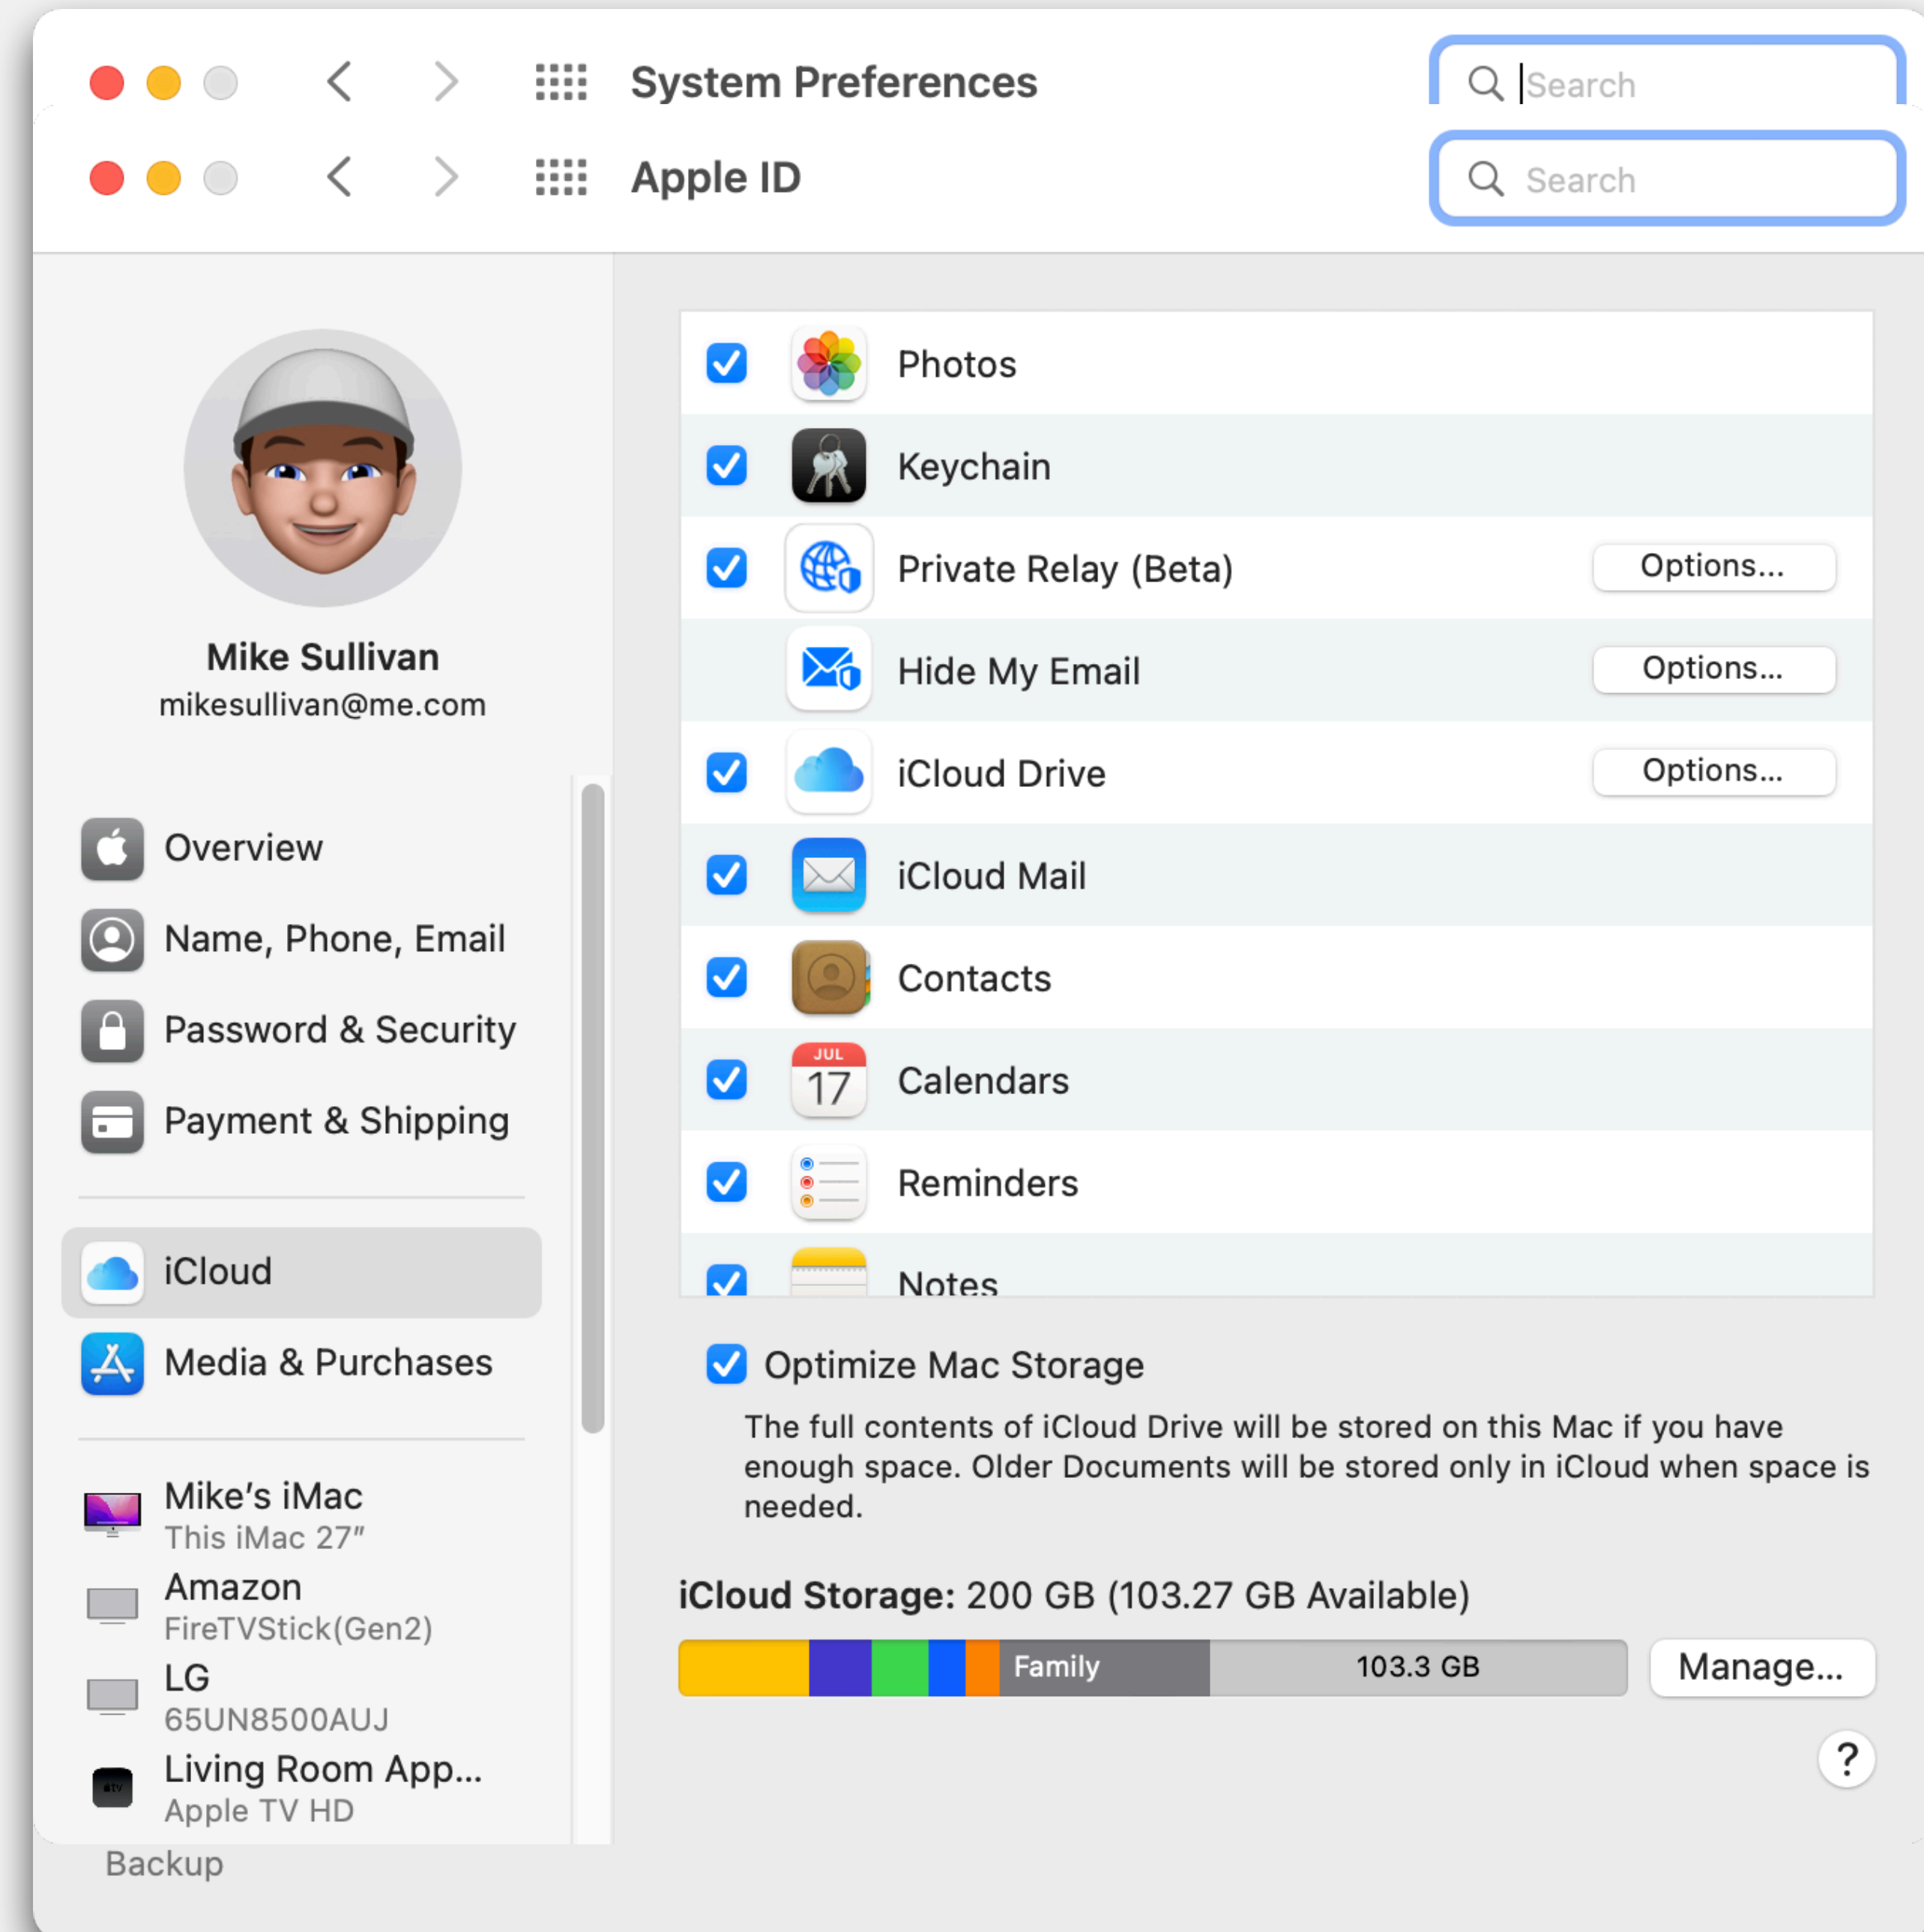 System Preferences
Search
Apple ID
Search
Mike Sullivan
mikesullivan@me.com
Overview
Name, Phone, Email
Password & Security
Payment & Shipping
iCloud
Media & Purchases
Mike's iMac
This iMac 27"
Amazon
FireTVStick(Gen2)
LG
65UN8500AUJ
Living Room App...
Apple TV HD
Backup
Photos
Keychain
Private Relay (Beta)
Options...
Hide My Email
Options...
iCloud Drive
Options...
iCloud Mail
Contacts
JUL
17
Calendars
Reminders
Notes
Optimize Mac Storage
The full contents of iCloud Drive will be stored on this Mac if you have
enough space. Older Documents will be stored only in iCloud when space is
needed.
iCloud Storage: 200 GB (103.27 GB Available)
Family
103.3 GB
Manage...
?
tv